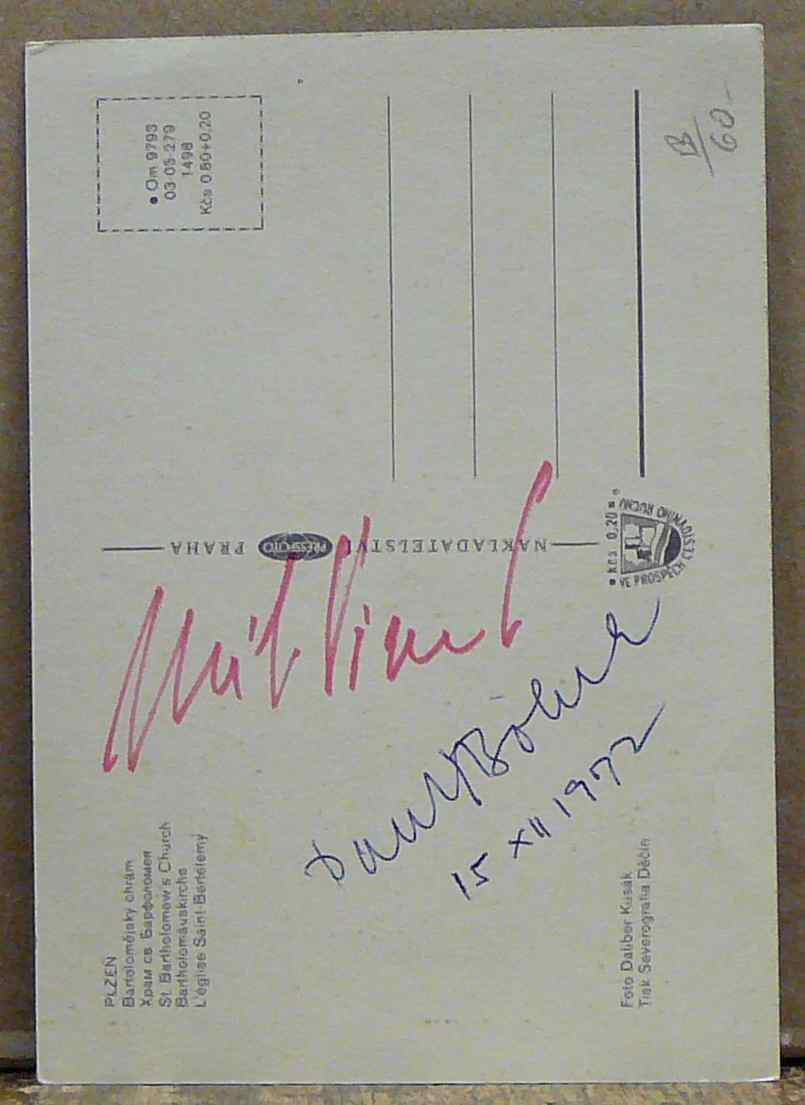 PLZEŇ
Bartolomějský chrám
Храм св. Варфоломея
St. Bartholomew's Church
Bartholomäuskirche
L'église Saint Bartélemy
• Om 9793
03-03-279
1498
Kčs 0.80+0.20
NAKLADATELSTVÍ PRESSFOTO PRAHA
• Kčs 0,20 •
VE PROSPĚCH
15 XII 1972
Foto Dalibor Kusák
Tisk Severografia Děčín
B/60-